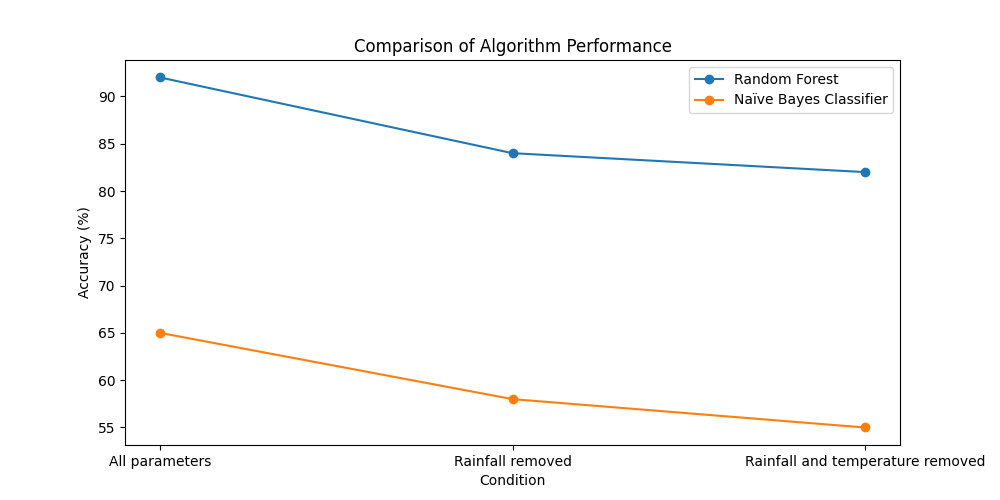 Comparison of Algorithm Performance
Random Forest
Naïve Bayes Classifier
Accuracy (%)
90
85
80
75
70
65
60
55
All parameters
Rainfall removed
Rainfall and temperature removed
Condition